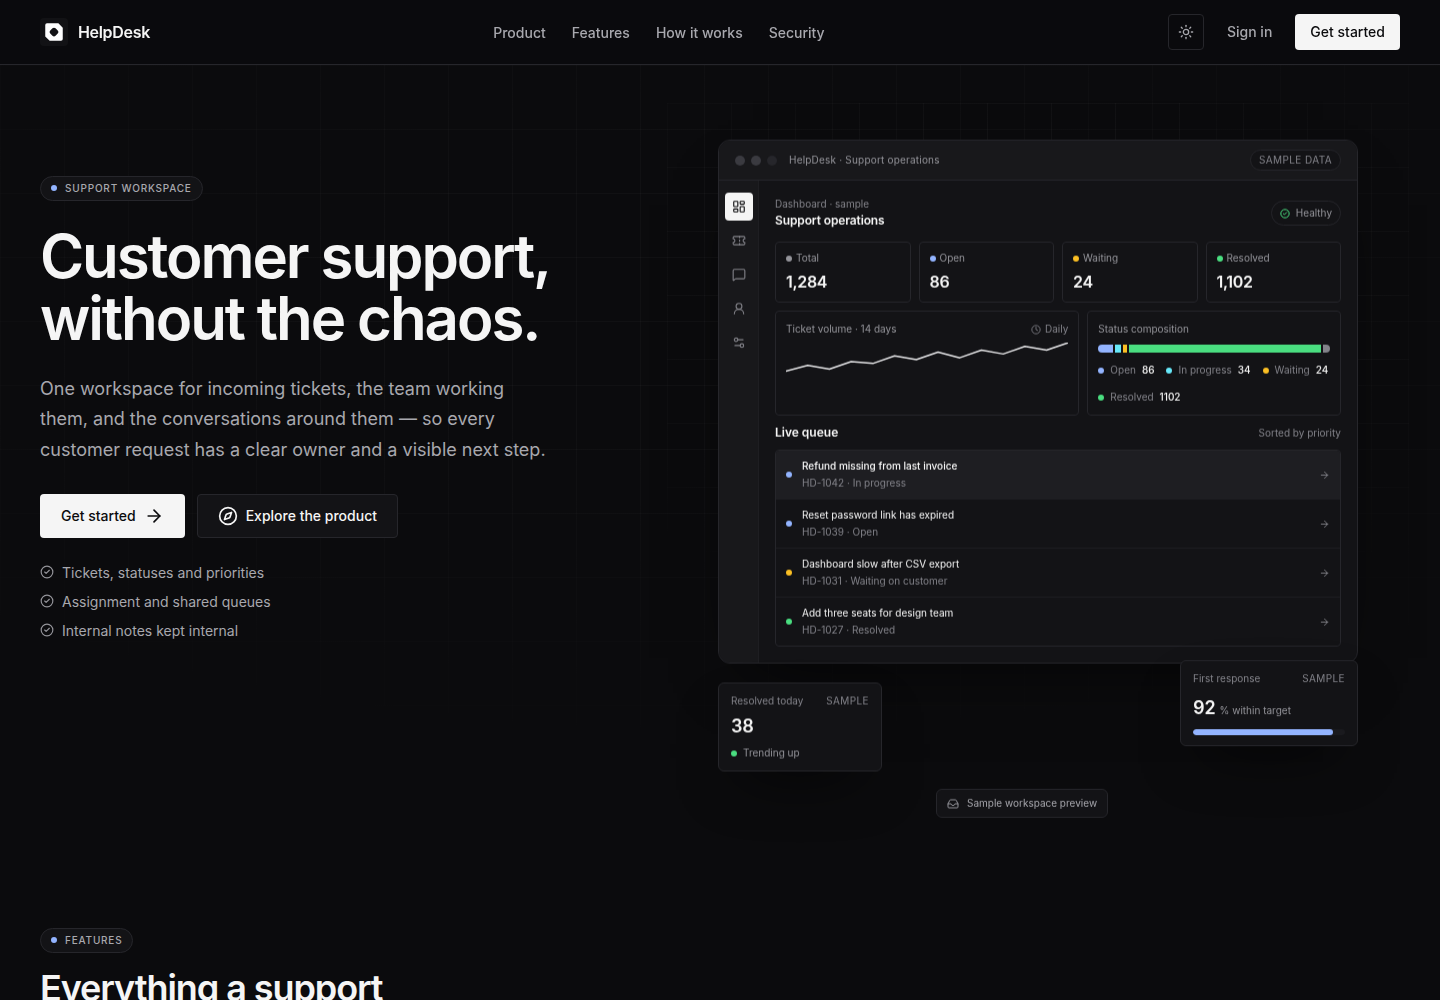 HelpDesk
Product
Features
How it works
Security
Sign in
Get started
SUPPORT WORKSPACE
Customer support,
without the chaos.
One workspace for incoming tickets, the team working
them, and the conversations around them — so every
customer request has a clear owner and a visible next step.
Get started
Explore the product
Tickets, statuses and priorities
Assignment and shared queues
Internal notes kept internal
HelpDesk · Support operations
SAMPLE DATA
Dashboard · sample
Support operations
Healthy
Total
1,284
Open
86
Waiting
24
Resolved
1,102
Ticket volume · 14 days
Daily
Status composition
Open 86
In progress 34
Waiting 24
Resolved 1102
Live queue
Sorted by priority
Refund missing from last invoice
HD-1042 · In progress
Reset password link has expired
HD-1039 · Open
Dashboard slow after CSV export
HD-1031 · Waiting on customer
Add three seats for design team
HD-1027 · Resolved
Resolved today
SAMPLE
38
Trending up
First response
SAMPLE
92 % within target
Sample workspace preview
FEATURES
Everything a support